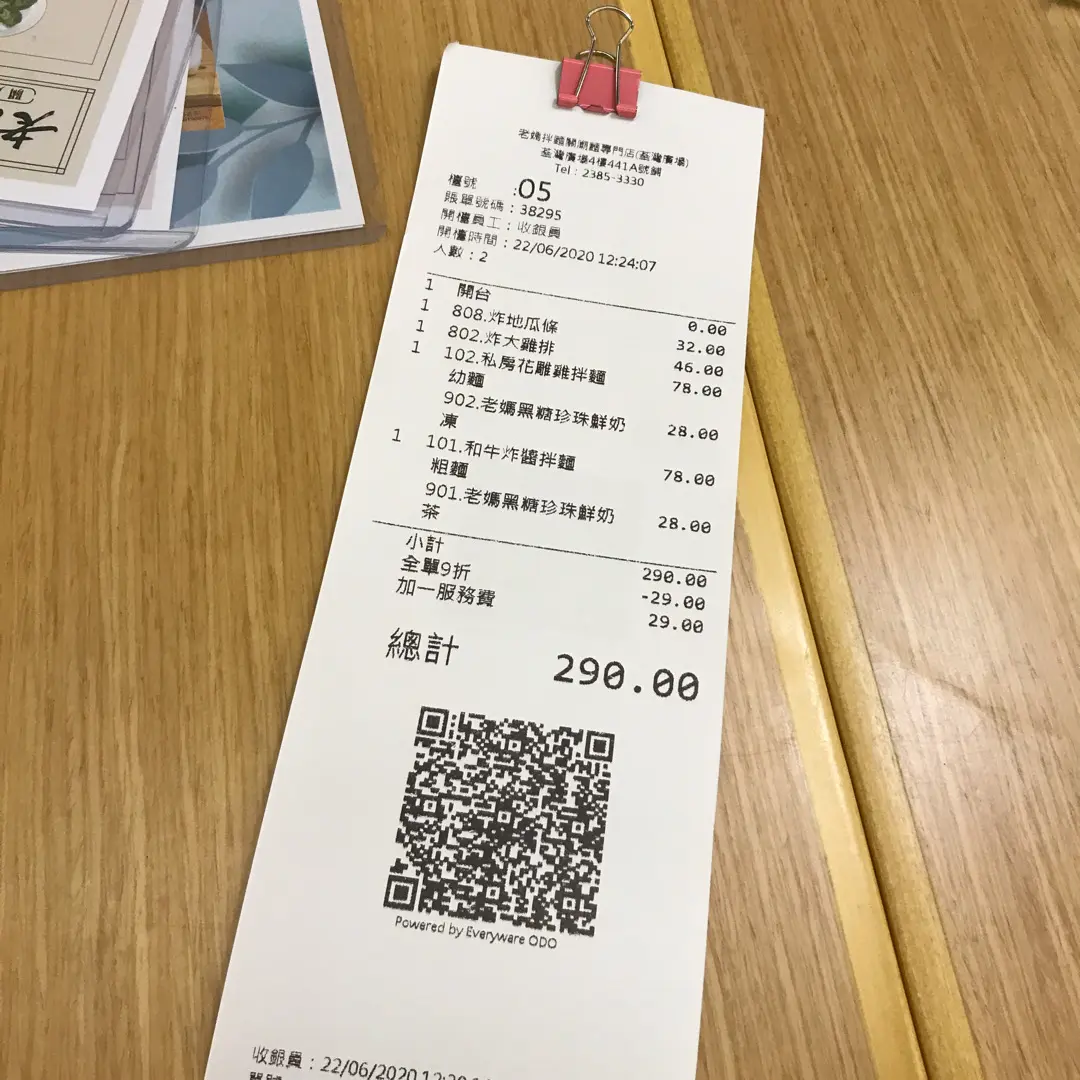 老媽拌麵關湖麵專門店(荃灣廣場)
荃灣廣場4樓441A號舖
Tel : 2385-3330
檯號 :05
賬單號碼 : 38295
開檯員工 : 收銀員
開檯時間 : 22/06/2020 12:24:07
人數 : 2
1 開台 0.00
1 808.炸地瓜條 32.00
1 802.炸大雞排 46.00
1 102.私房花雕雞拌麵 78.00
幼麵
902.老媽黑糖珍珠鮮奶 28.00
凍
1 101.和牛炸醬拌麵 78.00
粗麵
901.老媽黑糖珍珠鮮奶 28.00
茶
小計 290.00
全單9折 -29.00
加一服務費 29.00
總計 290.00
Powered by Everyware ODO
收銀員 : 22/06/2020